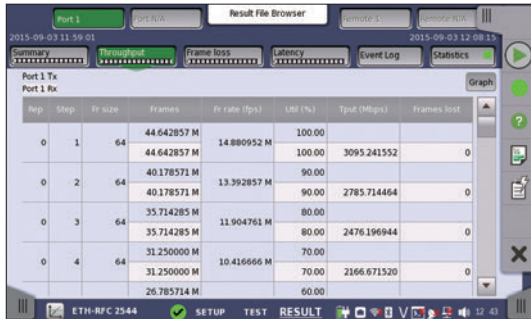 Port 1 Port N/A Result File Browser Remote 1 Remote N/A
2015-09-03 11 59 01 2015-09-03 12 08 15
Summary Throughput Frame loss Latency Event Log Statistics
Port 1 Tx
Port 1 Rx
Graph
Rep Step Fr size Frames Fr rate (fps) Util (%) Tput (Mbps) Frames lost
44.642857 M 100.00
0 1 64 14.880952 M
44.642857 M 100.00 3095.241552 0
40.178571 M 90.00
0 2 64 13.392857 M
40.178571 M 90.00 2785.714464 0
35.714285 M 80.00
0 3 64 11.904761 M
35.714285 M 80.00 2476.196944 0
31.250000 M 70.00
0 4 64 10.416666 M
31.250000 M 70.00 2166.671520 0
26.785714 M 60.00
ETH-RFC 2544 SETUP TEST RESULT 12 43